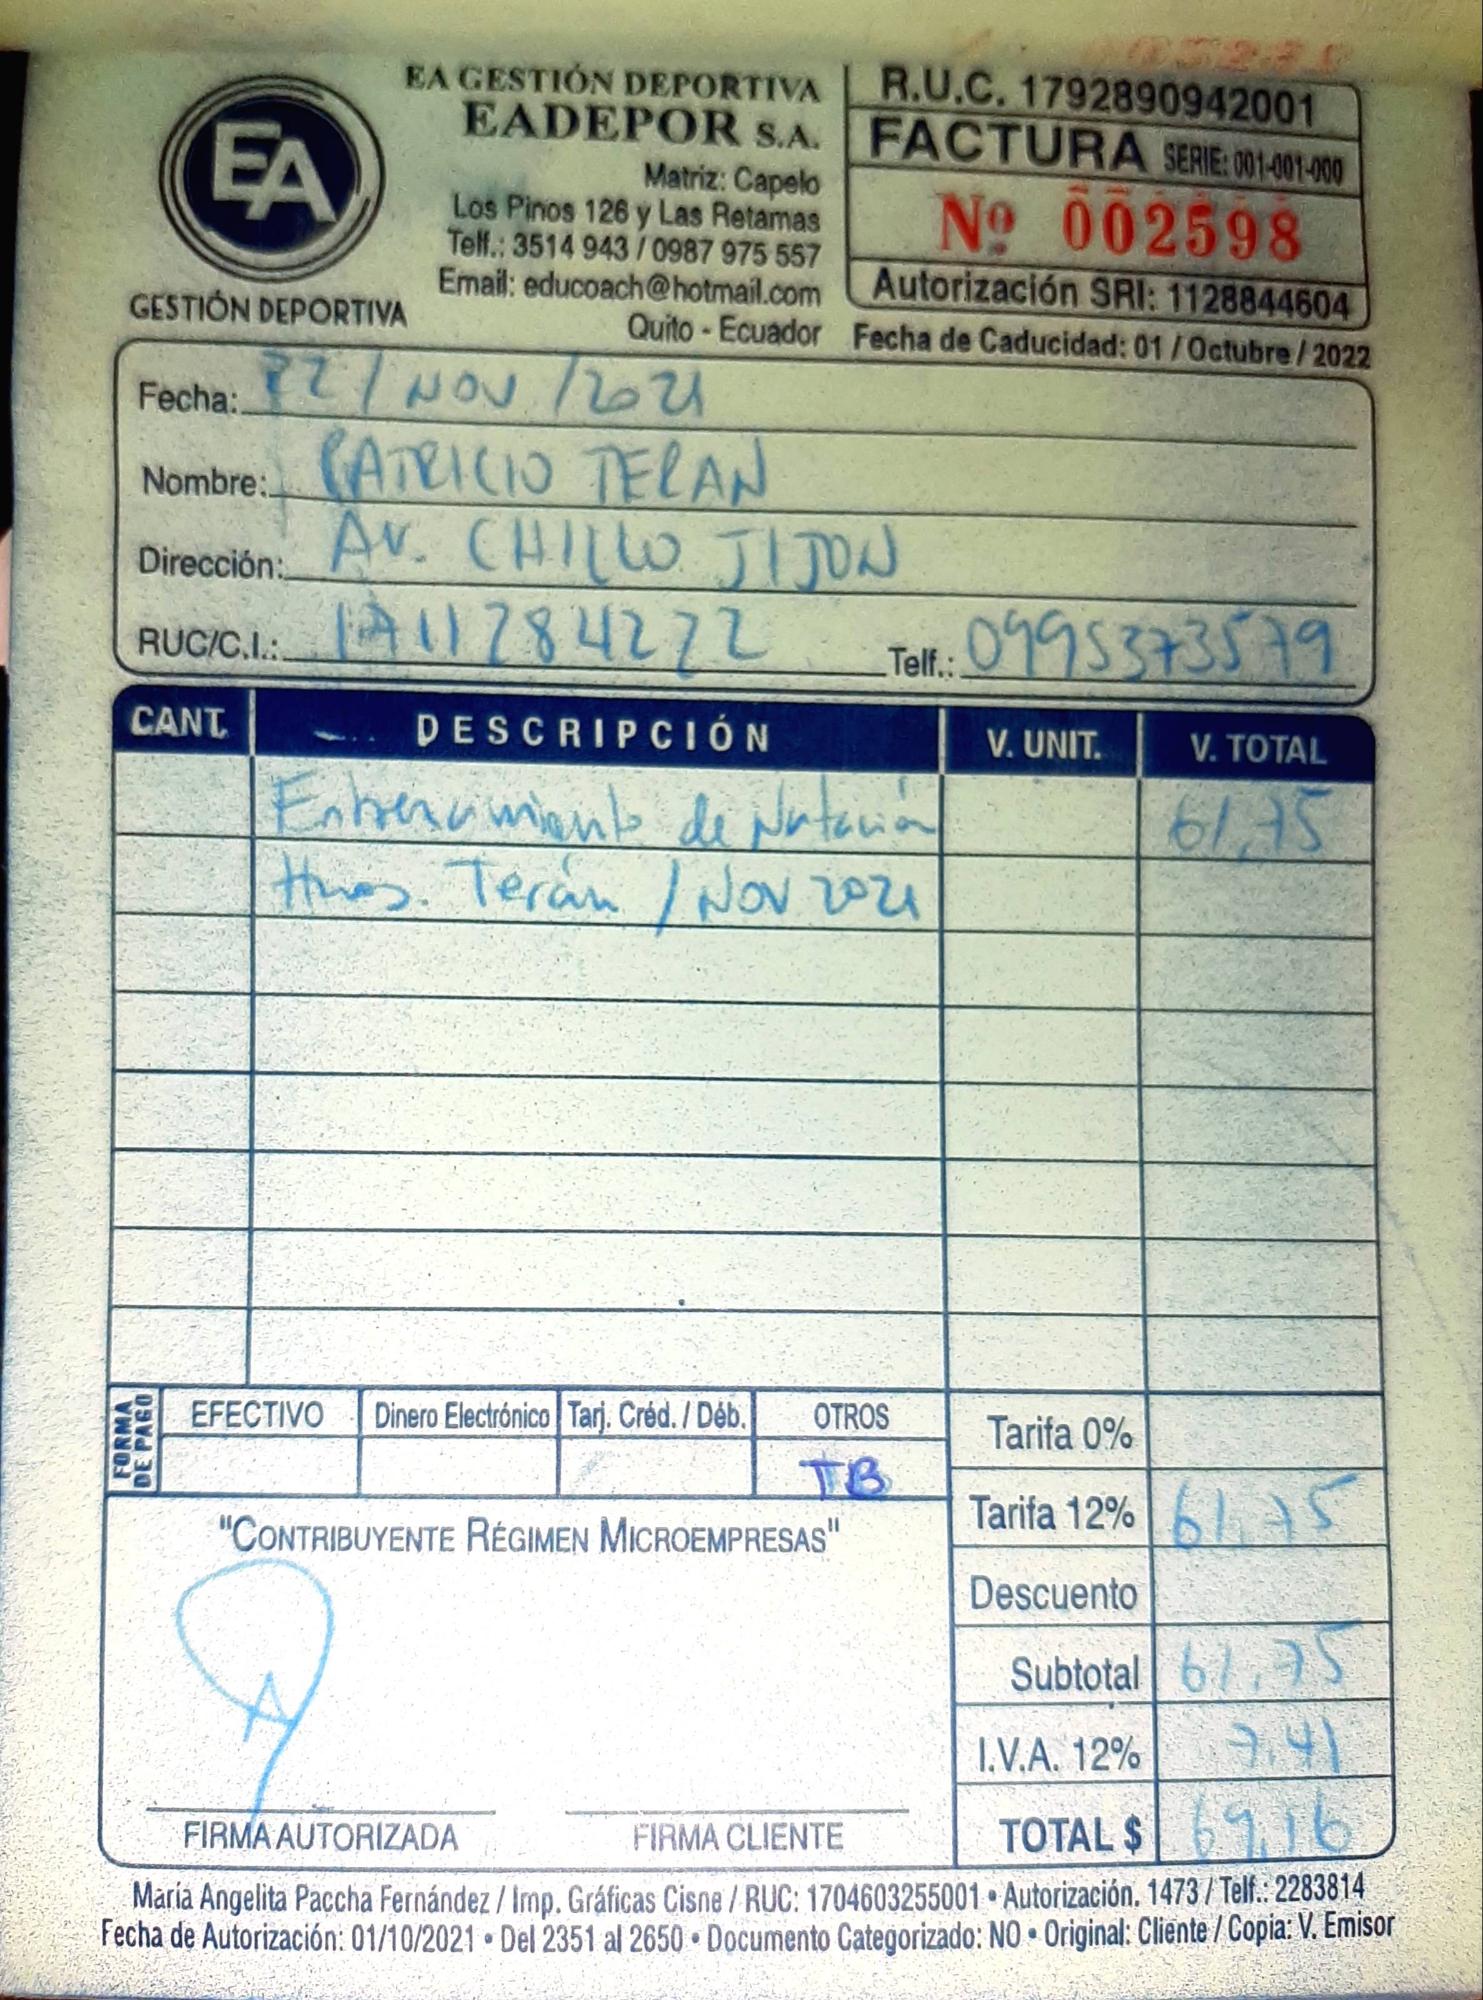 EA
GESTIÓN DEPORTIVA
EA GESTIÓN DEPORTIVA
EADEPOR S.A.
Matriz: Capelo
Los Pinos 126 y Las Retamas
Telf.: 3514 943 / 0987 975 557
Email: educoach@hotmail.com
Quito - Ecuador
R.U.C. 1792890942001
FACTURA SERIE: 001-001-000
Nº 002598
Autorización SRI: 1128844604
Fecha de Caducidad: 01 / Octubre / 2022
Fecha: 22 / NOV / 2021
Nombre: PATRICIO TERAN
Dirección: AV. CHILLO JIJON
RUC/C.I.: 1711284222 Telf.: 0995373579
CANT. DESCRIPCIÓN V. UNIT. V. TOTAL
Entrenamiento de Natación 61,75
Hnos. Terán / Nov 2021
FORMA DE PAGO EFECTIVO Dinero Electrónico Tarj. Créd. / Déb. OTROS
TB
Tarifa 0%
Tarifa 12% 61,75
Descuento
Subtotal 61,75
I.V.A. 12% 7,41
TOTAL $ 69,16
"CONTRIBUYENTE RÉGIMEN MICROEMPRESAS"
FIRMA AUTORIZADA FIRMA CLIENTE
María Angelita Paccha Fernández / Imp. Gráficas Cisne / RUC: 1704603255001 • Autorización. 1473 / Telf.: 2283814
Fecha de Autorización: 01/10/2021 • Del 2351 al 2650 • Documento Categorizado: NO • Original: Cliente / Copia: V. Emisor